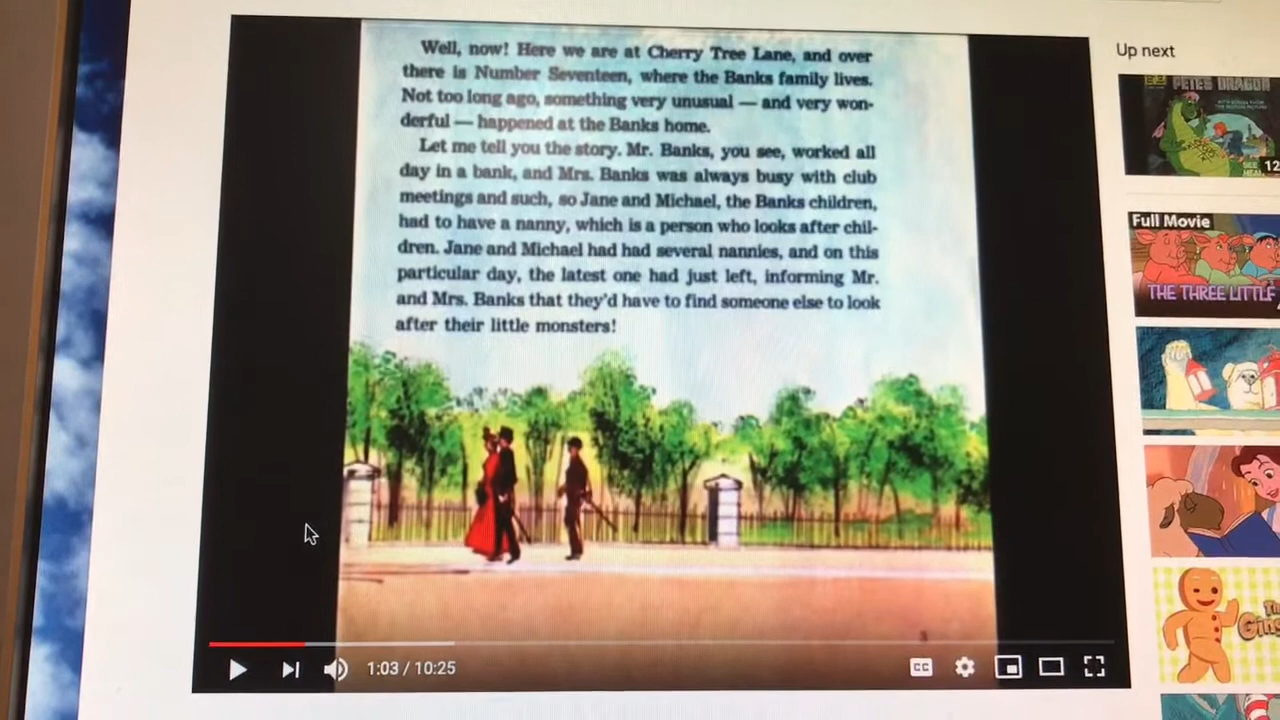 Well, now! Here we are at Cherry Tree Lane, and over
there is Number Seventeen, where the Banks family lives.
Not too long ago, something very unusual — and very won-
derful — happened at the Banks home.
Let me tell you the story. Mr. Banks, you see, worked all
day in a bank, and Mrs. Banks was always busy with club
meetings and such, so Jane and Michael, the Banks children,
had to have a nanny, which is a person who looks after chil-
dren. Jane and Michael had had several nannies, and on this
particular day, the latest one had just left, informing Mr.
and Mrs. Banks that they'd have to find someone else to look
after their little monsters!
1:03 / 10:25
CC
Up next
PETE'S DRAGON
SEE
12
Full Movie
THE THREE LITTLE